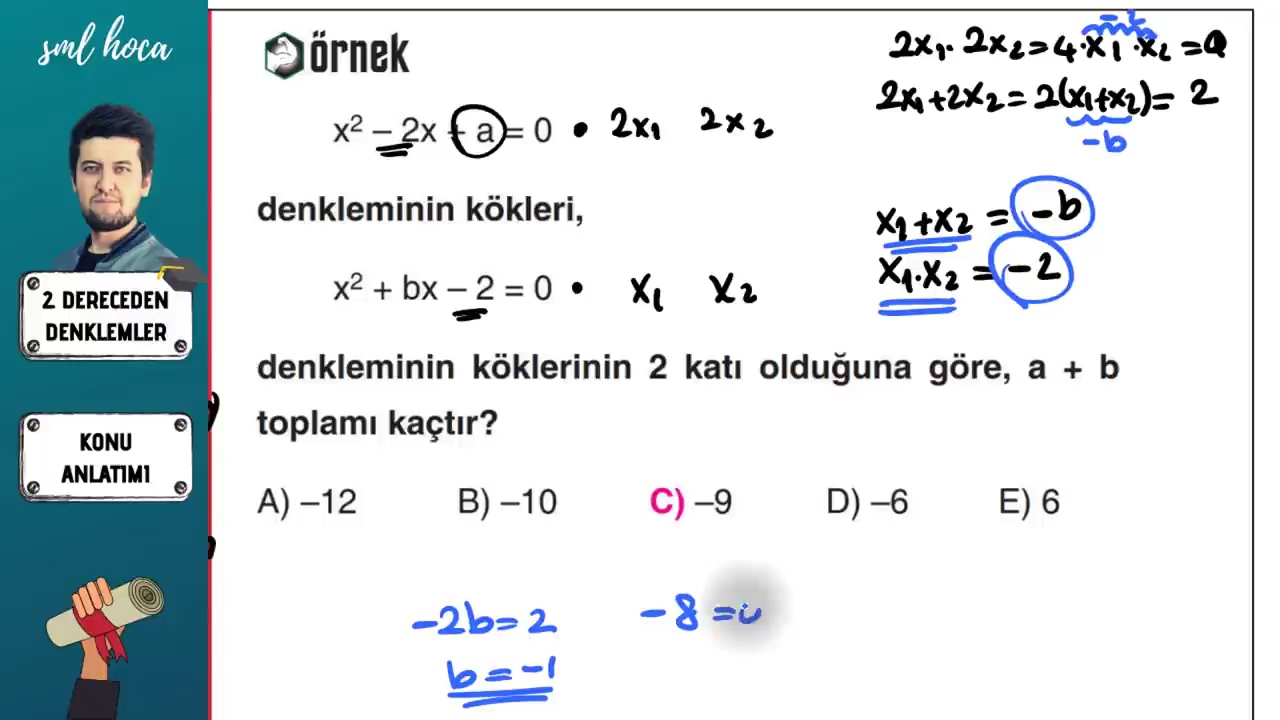 sml hoca
2 DERECEDEN
DENKLEMLER
KONU
ANLATIMI
örnek
x² – 2x + a = 0 • 2x₁ 2x₂
denkleminin kökleri,
x² + bx – 2 = 0 • x₁ x₂
denkleminin köklerinin 2 katı olduğuna göre, a + b
toplamı kaçtır?
A) –12 B) –10 C) –9 D) –6 E) 6
-2
2x₁ · 2x₂ = 4 · x₁ · x₂ = a
2x₁ + 2x₂ = 2(x₁+x₂) = 2
-b
x₁ + x₂ = -b
x₁ · x₂ = -2
-2b = 2
b = -1
-8 =